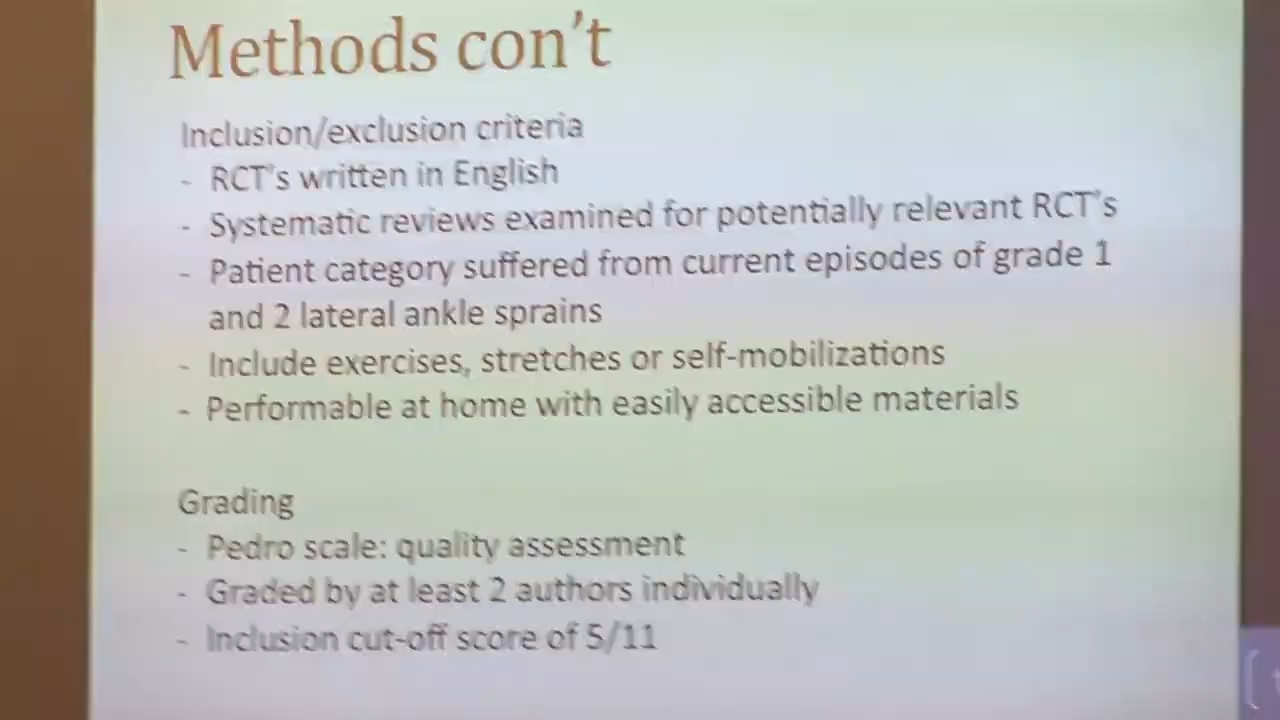 Methods con't
Inclusion/exclusion criteria
- RCT's written in English
- Systematic reviews examined for potentially relevant RCT's
- Patient category suffered from current episodes of grade 1
and 2 lateral ankle sprains
- Include exercises, stretches or self-mobilizations
- Performable at home with easily accessible materials
Grading
- Pedro scale: quality assessment
- Graded by at least 2 authors individually
- Inclusion cut-off score of 5/11